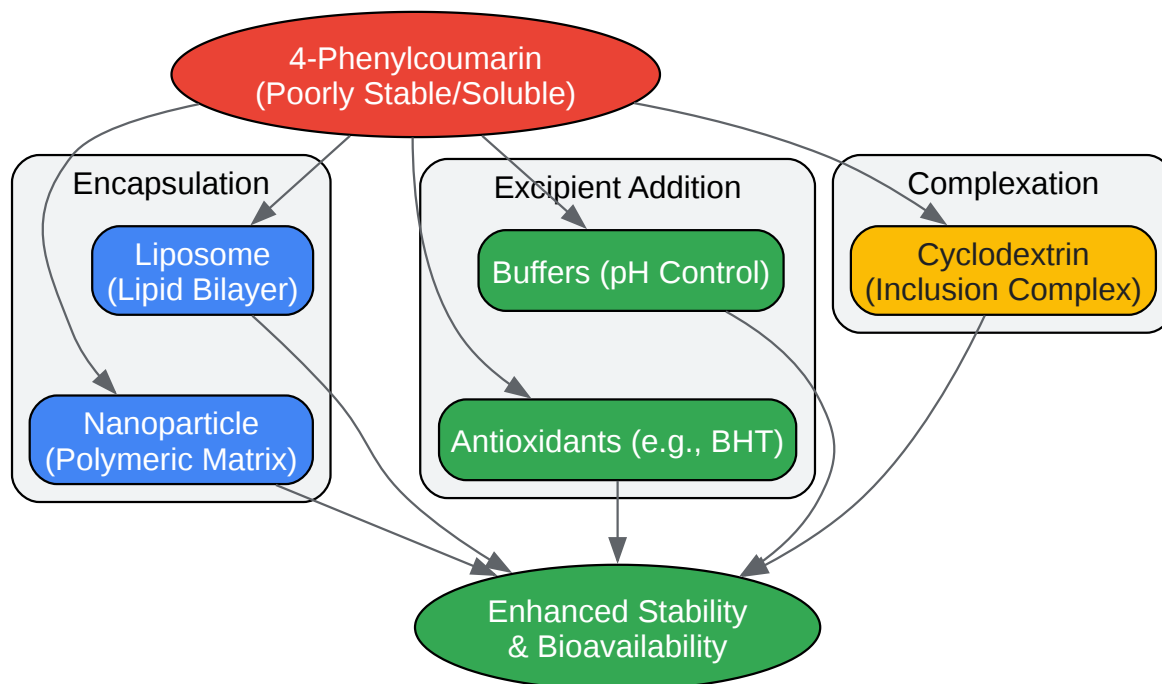 4-Phenylcoumarin
(Poorly Stable/Soluble)
Encapsulation
Liposome
(Lipid Bilayer)
Nanoparticle
(Polymeric Matrix)
Excipient Addition
Buffers (pH Control)
Antioxidants (e.g., BHT)
Complexation
Cyclodextrin
(Inclusion Complex)
Enhanced Stability
& Bioavailability